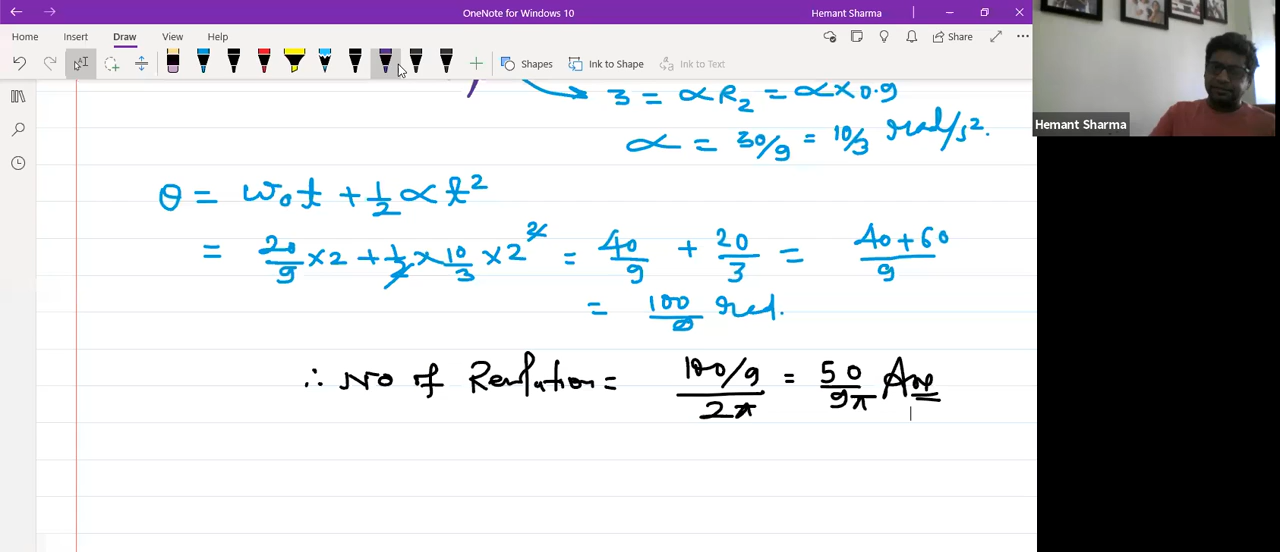 OneNote for Windows 10
Hemant Sharma
Home Insert Draw View Help
Share
Shapes
Ink to Shape
Ink to Text
Hemant Sharma
3 = αR₂ = α×0.9
α = 30/9 = 10/3 rad/s².
θ = ω₀t + 1/2 αt²
= 20/9 ×2 + 1/2 × 10/3 × 2² = 40/9 + 20/3 = 40+60/9
= 100/9 rad.
∴ No of Revolution = 100/9 / 2π = 50/9π Ans